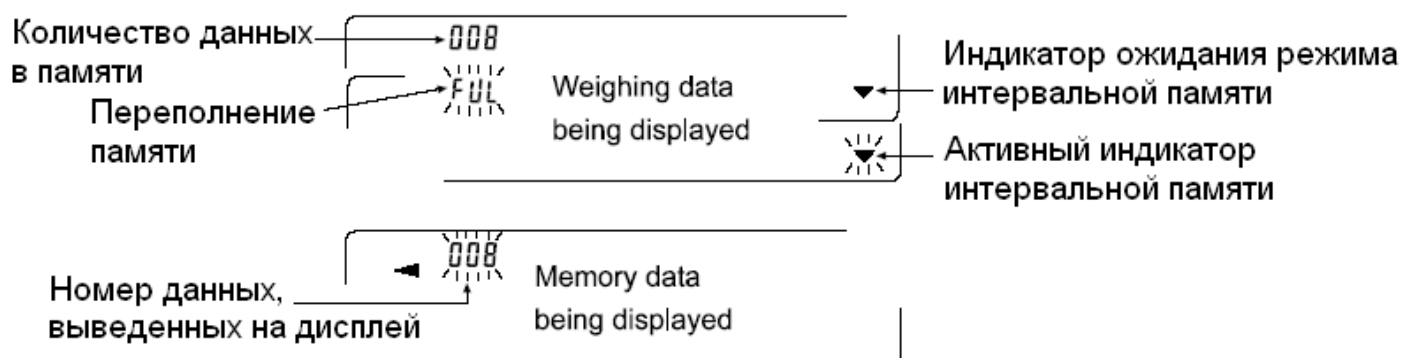 Количество данных
в памяти
008
FUL
Переполнение
памяти
Weighing data
being displayed
Индикатор ожидания режима
интервальной памяти
Активный индикатор
интервальной памяти
008
Memory data
being displayed
Номер данных,
выведенных на дисплей